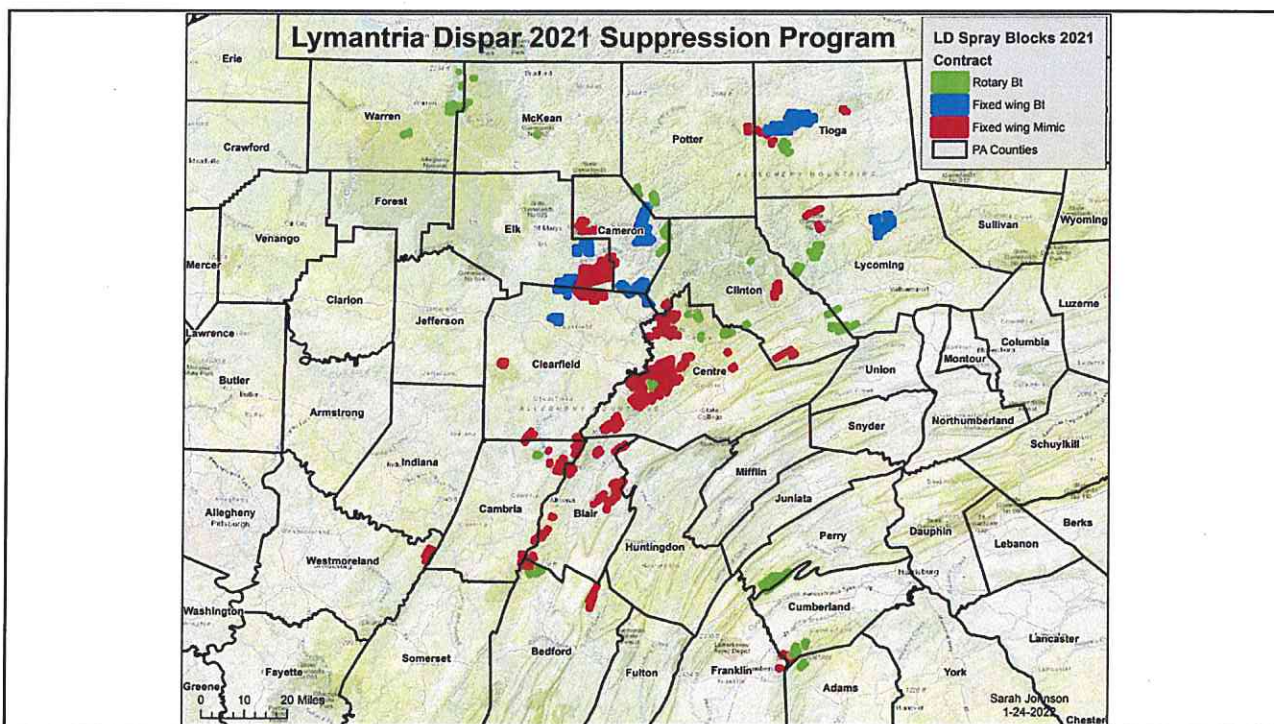 Lymantria Dispar 2021 Suppression Program
LD Spray Blocks 2021
Contract
Rotary Bt
Fixed wing Bt
Fixed wing Mimic
PA Counties
Erie
Warren
McKean
Potter
Tioga
Crawford
Forest
Elk
Cameron
Sullivan
Wyoming
Venango
Mercer
Lycoming
Clinton
Clarion
Jefferson
Luzerne
Lawrence
Columbia
Clearfield
Centre
Union
Montour
Butler
Armstrong
Snyder
Northumberland
Schuylkill
Indiana
Mifflin
Juniata
Allegheny
Pittsburgh
Cambria
Blair
Dauphin
Berks
Perry
Lebanon
Huntingdon
Westmoreland
Cumberland
Washington
Lancaster
Somerset
Bedford
Fulton
Franklin
York
Adams
Fayette
Greene
Chester
ALLEGHENY MOUNTAINS
State
College
0 10 20 Miles
Sarah Johnson
1-24-2022